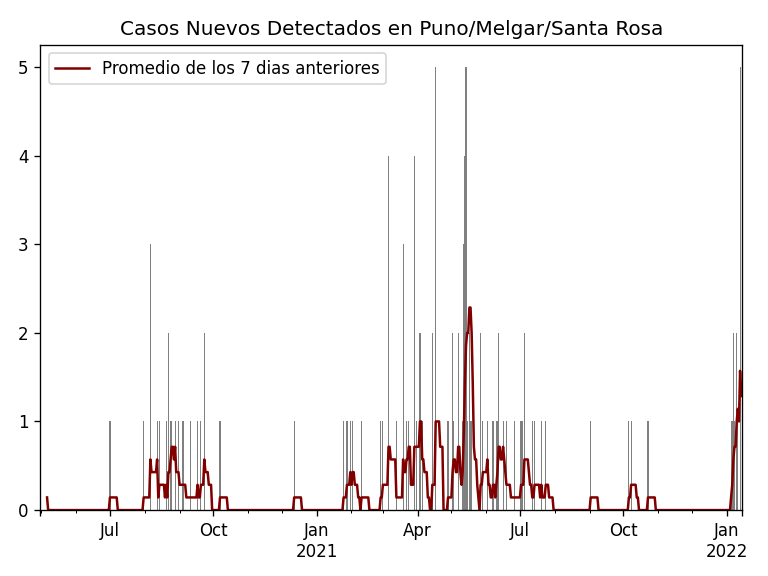 Casos Nuevos Detectados en Puno/Melgar/Santa Rosa
Promedio de los 7 dias anteriores
5
4
3
2
1
0
Jul Oct Jan Apr Jul Oct Jan
2021 2022